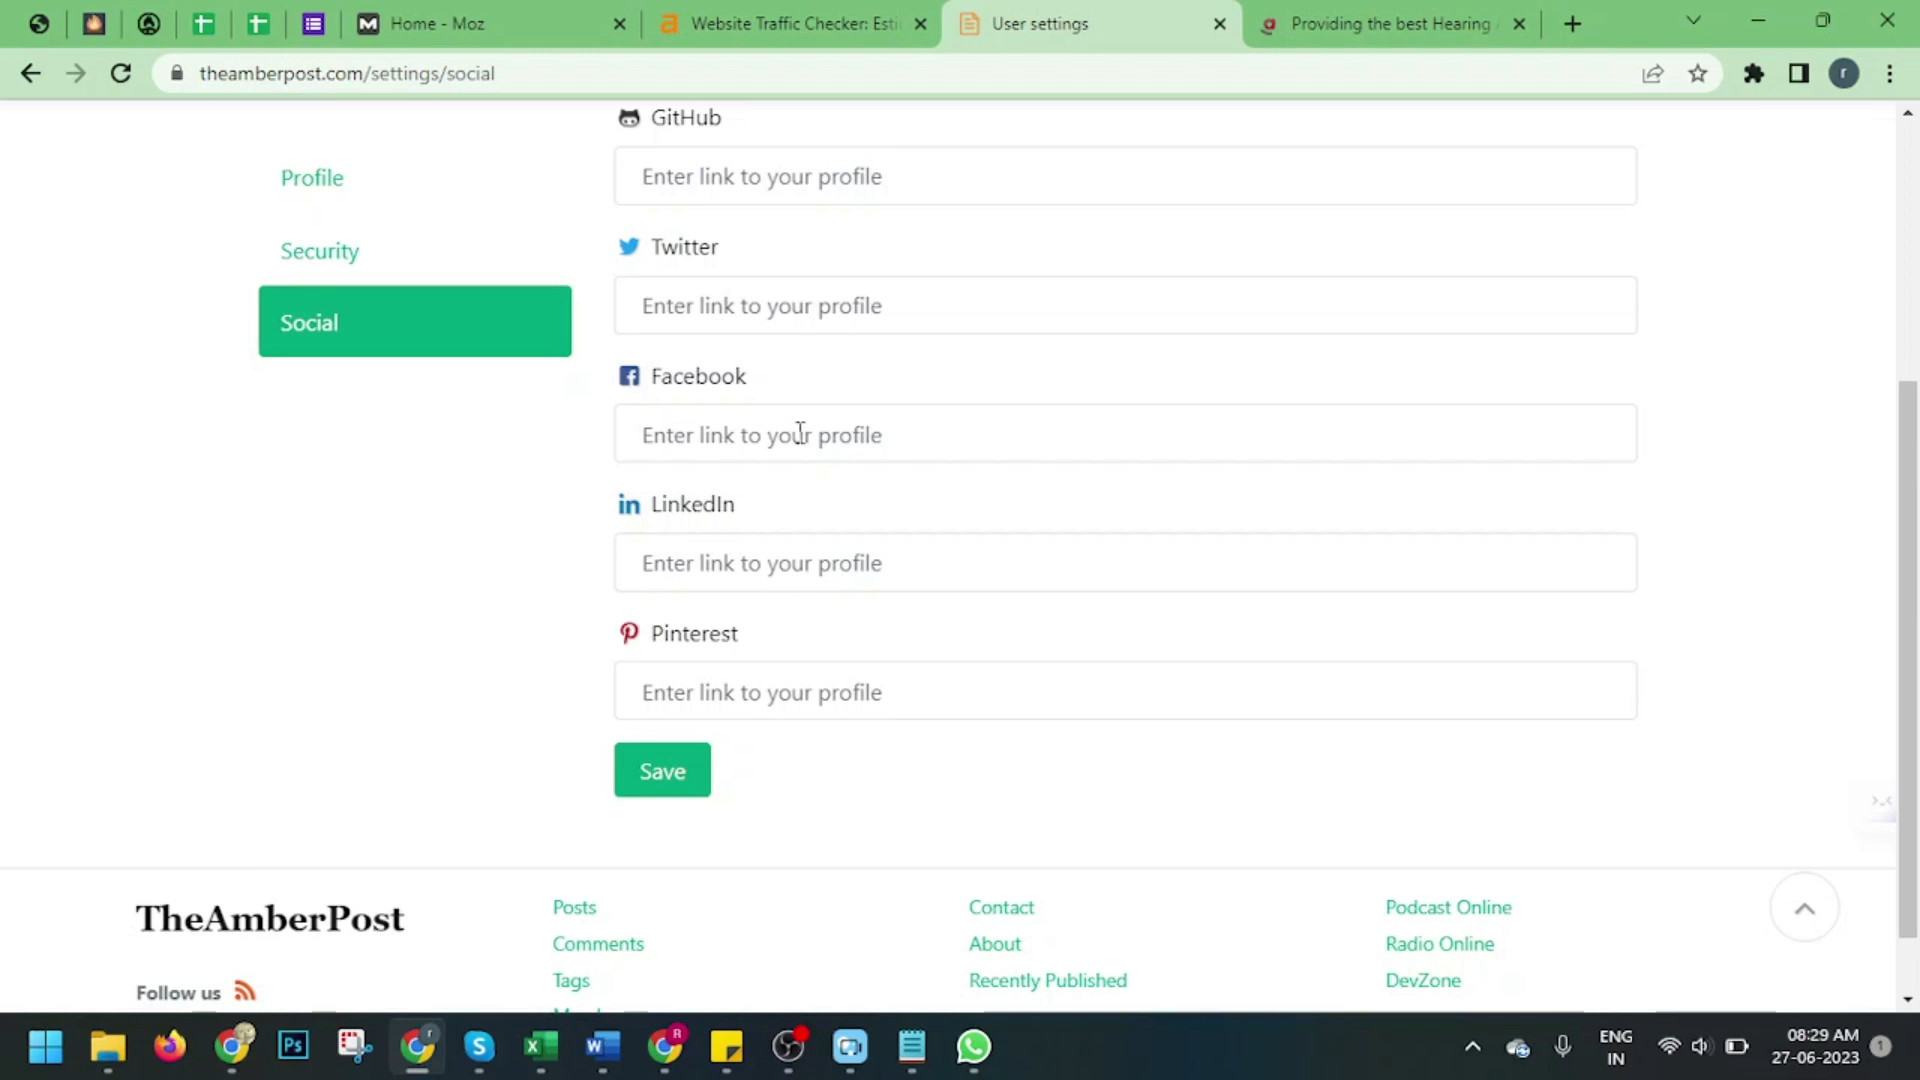 Home - Moz
Website Traffic Checker: Esti
User settings
Providing the best Hearing
theamberpost.com/settings/social
r
GitHub
Enter link to your profile
Profile
Twitter
Security
Enter link to your profile
Social
Facebook
Enter link to your profile
LinkedIn
Enter link to your profile
Pinterest
Enter link to your profile
Save
TheAmberPost
Follow us
Posts
Comments
Tags
Contact
About
Recently Published
Podcast Online
Radio Online
DevZone
ENG
IN
08:29 AM
27-06-2023
1